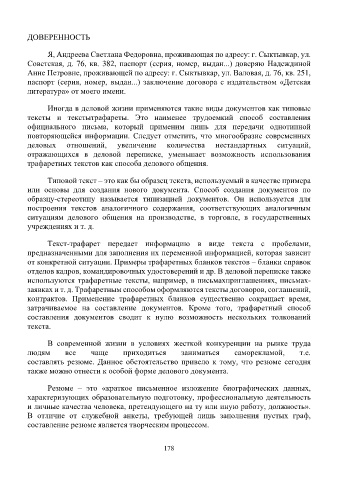 ДОВЕРЕННОСТЬ
Я, Андреева Светлана Федоровна, проживающая по адресу: г. Сыктывкар, ул.
Советская, д. 76, кв. 382, паспорт (серия, номер, выдан...) доверяю Надеждиной
Анне Петровне, проживающей по адресу: г. Сыктывкар, ул. Валовая, д. 76, кв. 251,
паспорт (серия, номер, выдан...) заключение договора с издательством «Детская
литература» от моего имени.
Иногда в деловой жизни применяются такие виды документов как типовые
тексты и текстытрафареты. Это наименее трудоемкий способ составления
официального письма, который применим лишь для передачи однотипной
повторяющейся информации. Следует отметить, что многообразие современных
деловых отношений, увеличение количества нестандартных ситуаций,
отражающихся в деловой переписке, уменьшает возможность использования
трафаретных текстов как способа делового общения.
Типовой текст – это как бы образец текста, используемый в качестве примера
или основы для создания нового документа. Способ создания документов по
образцу-стереотипу называется типизацией документов. Он используется для
построения текстов аналогичного содержания, соответствующих аналогичным
ситуациям делового общения на производстве, в торговле, в государственных
учреждениях и т. д.
Текст-трафарет передает информацию в виде текста с пробелами,
предназначенными для заполнения их переменной информацией, которая зависит
от конкретной ситуации. Примеры трафаретных бланков текстов – бланки справок
отделов кадров, командировочных удостоверений и др. В деловой переписке также
используются трафаретные тексты, например, в письмахприглашениях, письмах-
заявках и т. д. Трафаретным способом оформляются тексты договоров, соглашений,
контрактов. Применение трафаретных бланков существенно сокращает время,
затрачиваемое на составление документов. Кроме того, трафаретный способ
составления документов сводит к нулю возможность нескольких толкований
текста.
В современной жизни в условиях жесткой конкуренции на рынке труда
людям все чаще приходиться заниматься саморекламой, т.е.
составлять резюме. Данное обстоятельство привело к тому, что резюме сегодня
также можно отнести к особой форме делового документа.
Резюме – это «краткое письменное изложение биографических данных,
характеризующих образовательную подготовку, профессиональную деятельность
и личные качества человека, претендующего на ту или иную работу, должность».
В отличие от служебной анкеты, требующей лишь заполнения пустых граф,
составление резюме является творческим процессом.
178